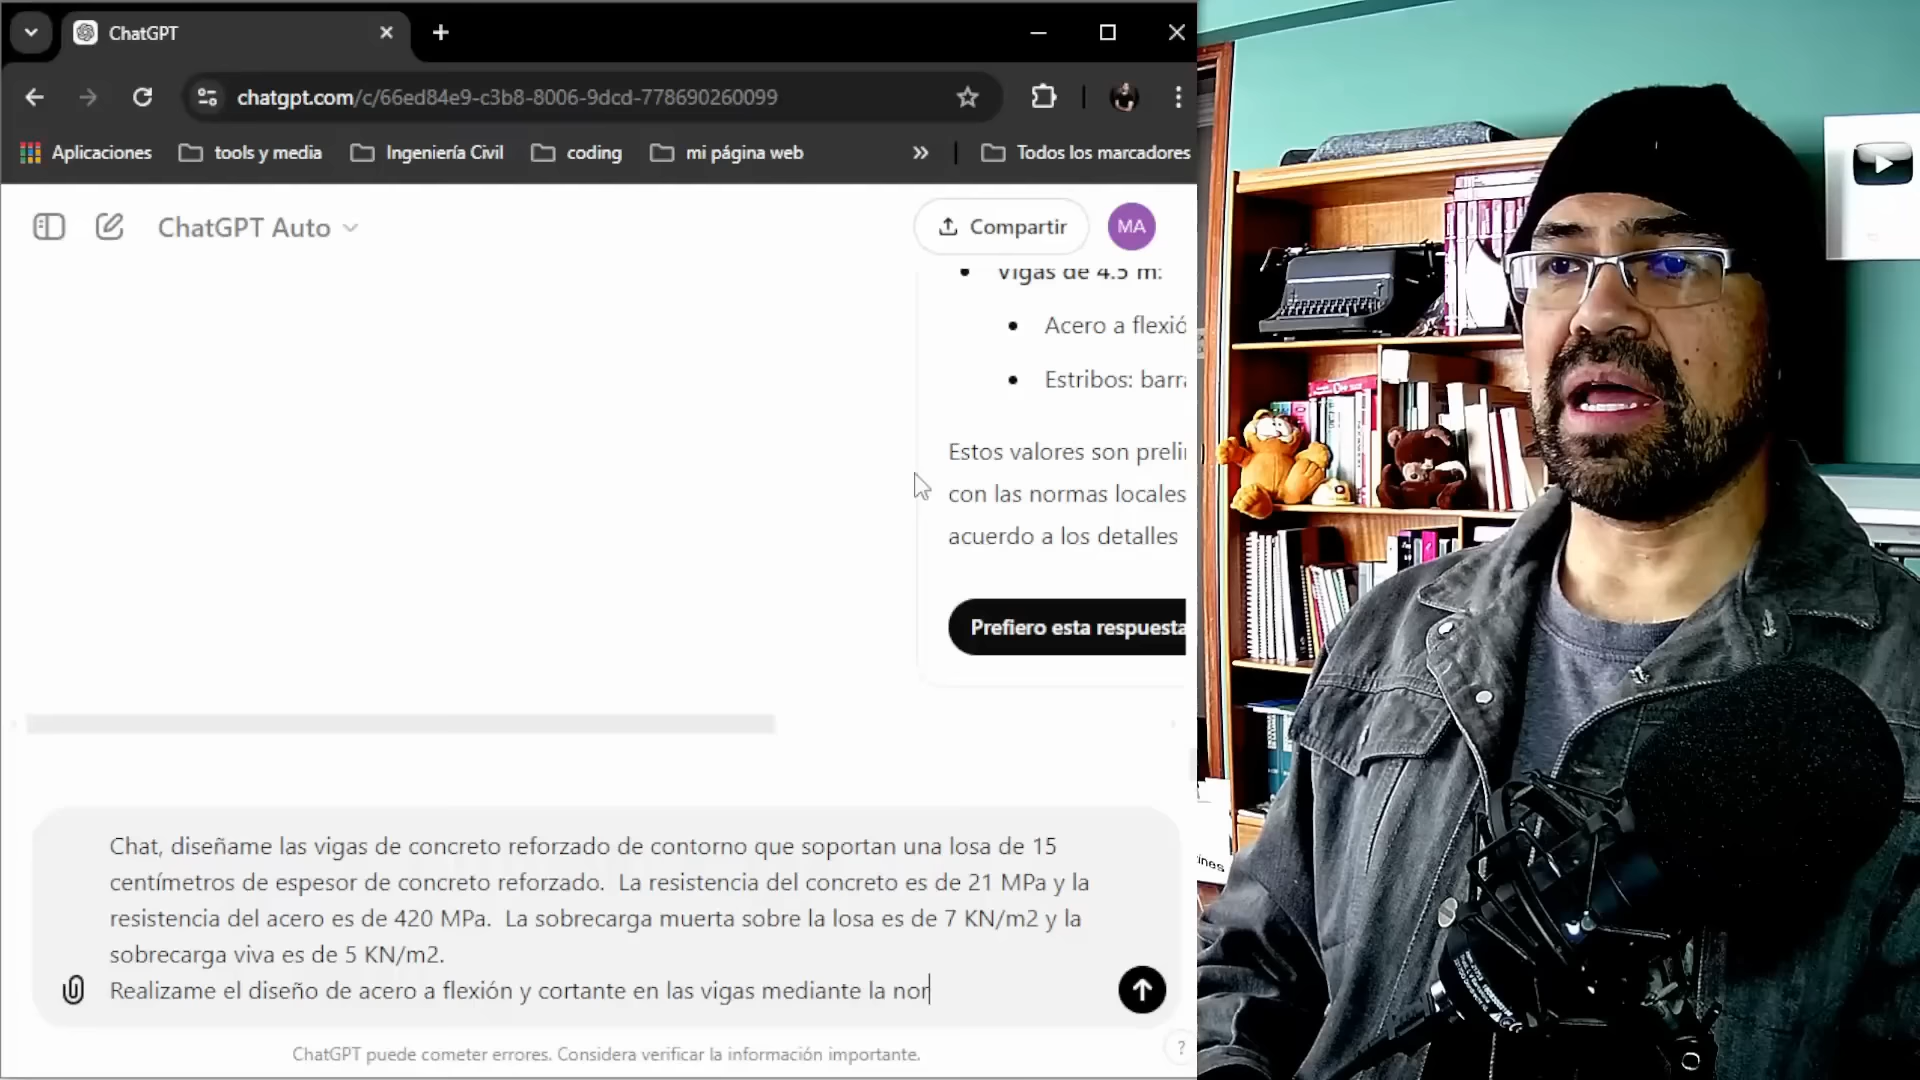 ChatGPT
chatgpt.com/c/66ed84e9-c3b8-8006-9dcd-778690260099
Aplicaciones tools y media Ingeniería Civil coding mi página web » Todos los marcadores
ChatGPT Auto Compartir MA
Vigas de 4.5 m:
Acero a flexió
Estribos: barra
Estos valores son prelin
con las normas locales
acuerdo a los detalles
Prefiero esta respuesta
Chat, diseñame las vigas de concreto reforzado de contorno que soportan una losa de 15
centímetros de espesor de concreto reforzado. La resistencia del concreto es de 21 MPa y la
resistencia del acero es de 420 MPa. La sobrecarga muerta sobre la losa es de 7 KN/m2 y la
sobrecarga viva es de 5 KN/m2.
Realizame el diseño de acero a flexión y cortante en las vigas mediante la nor
ChatGPT puede cometer errores. Considera verificar la información importante.
?